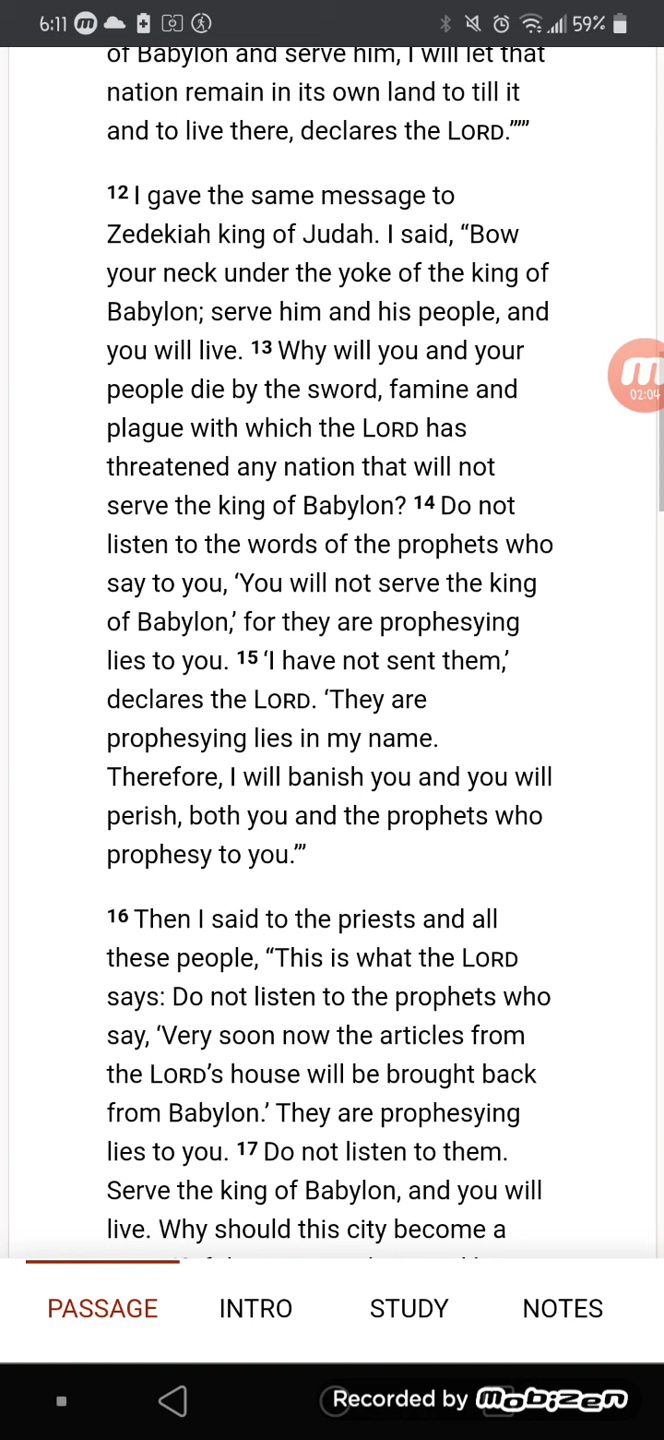 6:11 m 59%
of Babylon and serve him, I will let that
nation remain in its own land to till it
and to live there, declares the LORD.”’”
12 I gave the same message to
Zedekiah king of Judah. I said, “Bow
your neck under the yoke of the king of
Babylon; serve him and his people, and
you will live. 13 Why will you and your
people die by the sword, famine and
plague with which the LORD has
threatened any nation that will not
serve the king of Babylon? 14 Do not
listen to the words of the prophets who
say to you, ‘You will not serve the king
of Babylon,’ for they are prophesying
lies to you. 15 ‘I have not sent them,’
declares the LORD. ‘They are
prophesying lies in my name.
Therefore, I will banish you and you will
perish, both you and the prophets who
prophesy to you.’”
16 Then I said to the priests and all
these people, “This is what the LORD
says: Do not listen to the prophets who
say, ‘Very soon now the articles from
the LORD’s house will be brought back
from Babylon.’ They are prophesying
lies to you. 17 Do not listen to them.
Serve the king of Babylon, and you will
live. Why should this city become a
m
02:04
PASSAGE INTRO STUDY NOTES
Recorded by mobizen